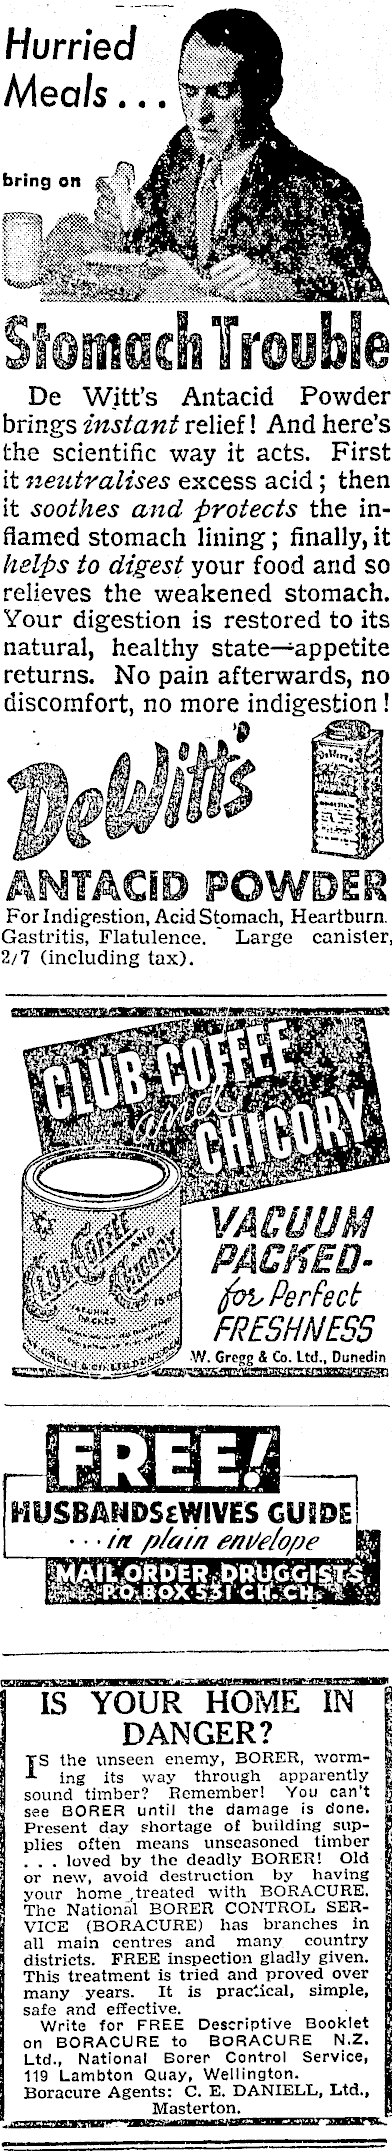 Hurried
Meals...
bring on
Stomach Trouble
De Witt's Antacid Powder
brings instant relief! And here's
the scientific way it acts. First
it neutralises excess acid; then
it soothes and protects the in-
flamed stomach lining; finally, it
helps to digest your food and so
relieves the weakened stomach.
Your digestion is restored to its
natural, healthy state—appetite
returns. No pain afterwards, no
discomfort, no more indigestion!
DeWitt's
ANTACID POWDER
For Indigestion, Acid Stomach, Heartburn.
Gastritis, Flatulence. Large canister,
2/7 (including tax).
CLUB COFFEE
and
CHICORY
CLUB COFFEE
AND
CHICORY
VACUUM
PACKED
VACUUM
PACKED-
for Perfect
FRESHNESS
W. Gregg & Co. Ltd., Dunedin
FREE!
HUSBANDS & WIVES GUIDE
...in plain envelope
MAIL ORDER DRUGGISTS
P.O. BOX 531 CH. CH.
IS YOUR HOME IN
DANGER?
IS the unseen enemy, BORER, worm-
ing its way through apparently
sound timber? Remember! You can't
see BORER until the damage is done.
Present day shortage of building sup-
plies often means unseasoned timber
. . . loved by the deadly BORER! Old
or new, avoid destruction by having
your home treated with BORACURE.
The National BORER CONTROL SER-
VICE (BORACURE) has branches in
all main centres and many country
districts. FREE inspection gladly given.
This treatment is tried and proved over
many years. It is practical, simple,
safe and effective.
Write for FREE Descriptive Booklet
on BORACURE to BORACURE N.Z.
Ltd., National Borer Control Service,
119 Lambton Quay, Wellington.
Boracure Agents: C. E. DANIELL, Ltd.,
Masterton.